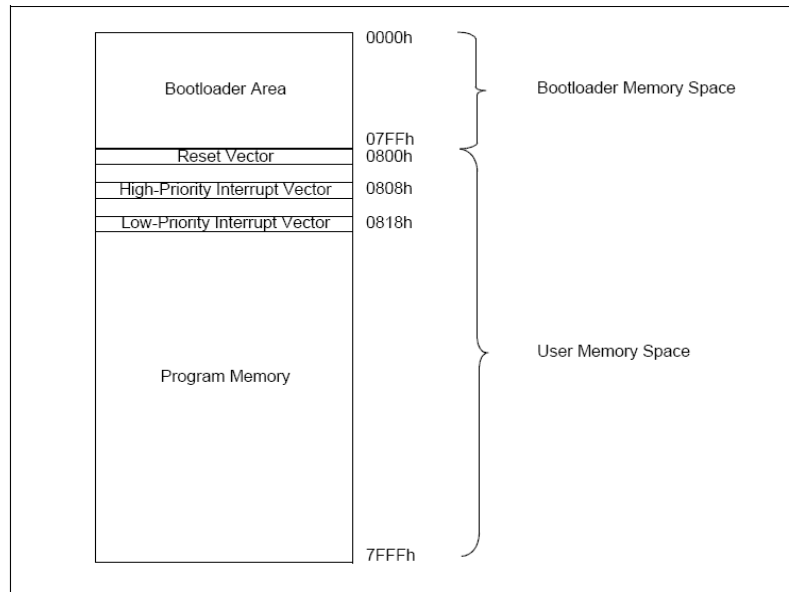 0000h
Bootloader Area
Bootloader Memory Space
07FFh
Reset Vector
0800h
High-Priority Interrupt Vector
0808h
Low-Priority Interrupt Vector
0818h
User Memory Space
Program Memory
7FFFh